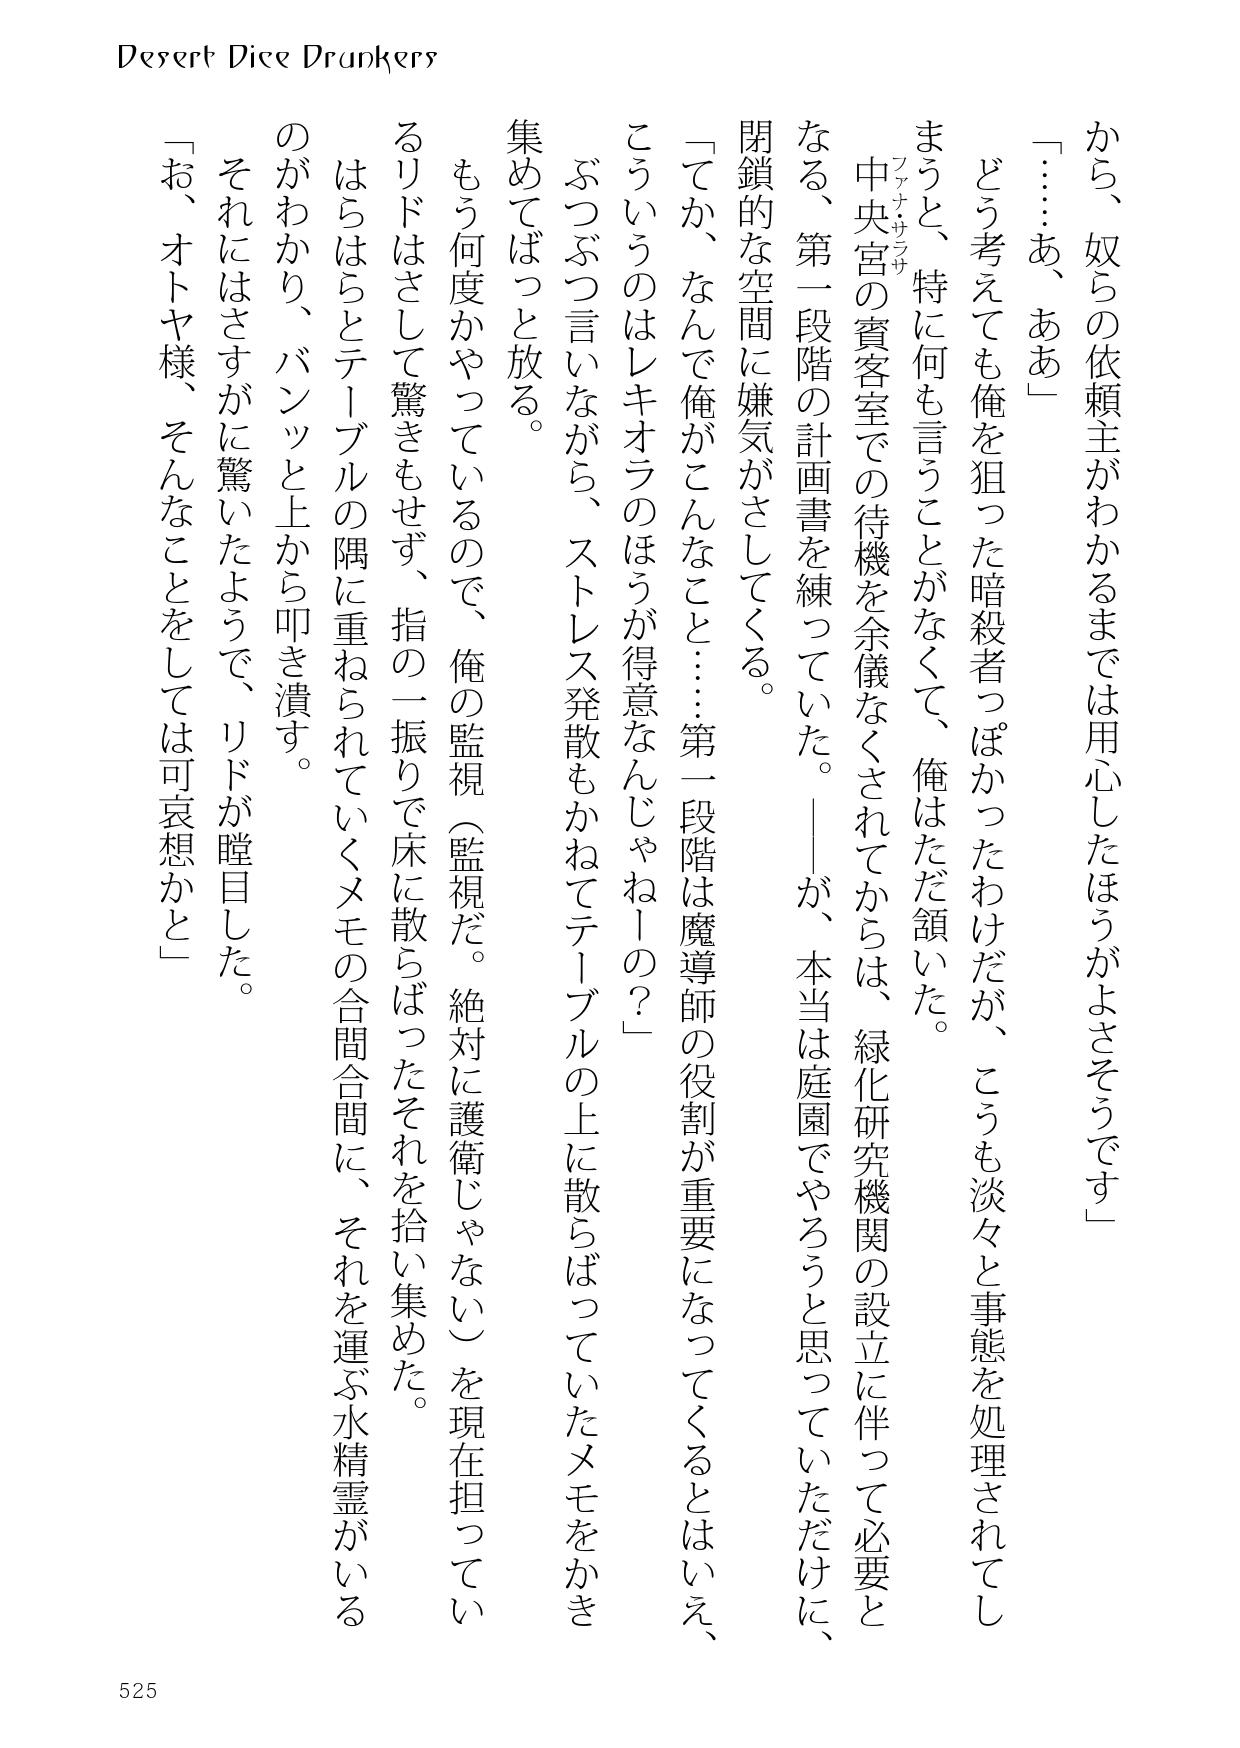 Desert Dice Drunkers
から、奴らの依頼主がわかるまでは用心したほうがよさそうです」
「……あ、ああ」
　どう考えても俺を狙った暗殺者っぽかったわけだが、こうも淡々と事態を処理されてし
まうと、特に何も言うことがなくて、俺はただ頷いた。
　中央宮の賓客室での待機を余儀なくされてからは、緑化研究機関の設立に伴って必要と
ファナ・サラサ
なる、第一段階の計画書を練っていた。――が、本当は庭園でやろうと思っていただけに、
閉鎖的な空間に嫌気がさしてくる。
「てか、なんで俺がこんなこと……第一段階は魔導師の役割が重要になってくるとはいえ、
こういうのはレキオラのほうが得意なんじゃねーの？」
　ぶつぶつ言いながら、ストレス発散もかねてテーブルの上に散らばっていたメモをかき
集めてばっと放る。
　もう何度かやっているので、俺の監視（監視だ。絶対に護衛じゃない）を現在担ってい
るリドはさして驚きもせず、指の一振りで床に散らばったそれを拾い集めた。
　はらはらとテーブルの隅に重ねられていくメモの合間合間に、それを運ぶ水精霊がいる
のがわかり、バンッと上から叩き潰す。
　それにはさすがに驚いたようで、リドが瞠目した。
「お、オトヤ様、そんなことをしては可哀想かと」
525